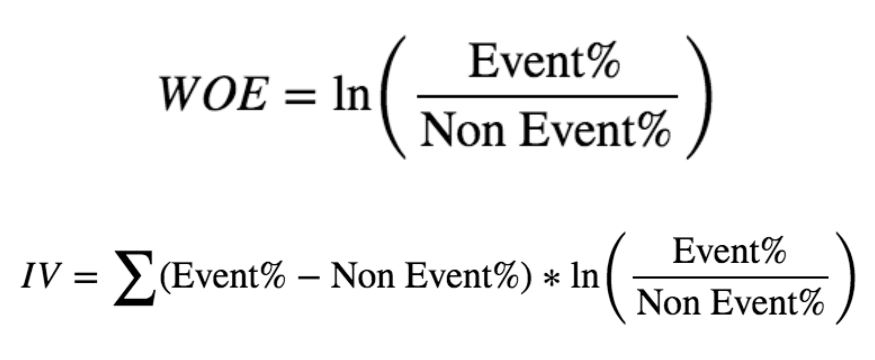 WOE = ln(Event% / Non Event%)
IV = ∑(Event% − Non Event%) * ln(Event% / Non Event%)